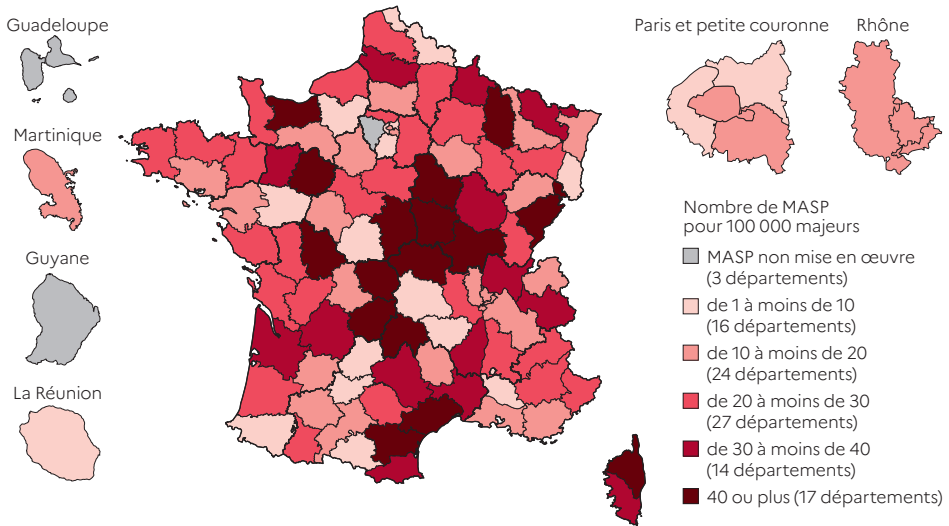 Guadeloupe
Martinique
Guyane
La Réunion
Paris et petite couronne
Rhône
Nombre de MASP
pour 100 000 majeurs
MASP non mise en œuvre
(3 départements)
de 1 à moins de 10
(16 départements)
de 10 à moins de 20
(24 départements)
de 20 à moins de 30
(27 départements)
de 30 à moins de 40
(14 départements)
40 ou plus (17 départements)